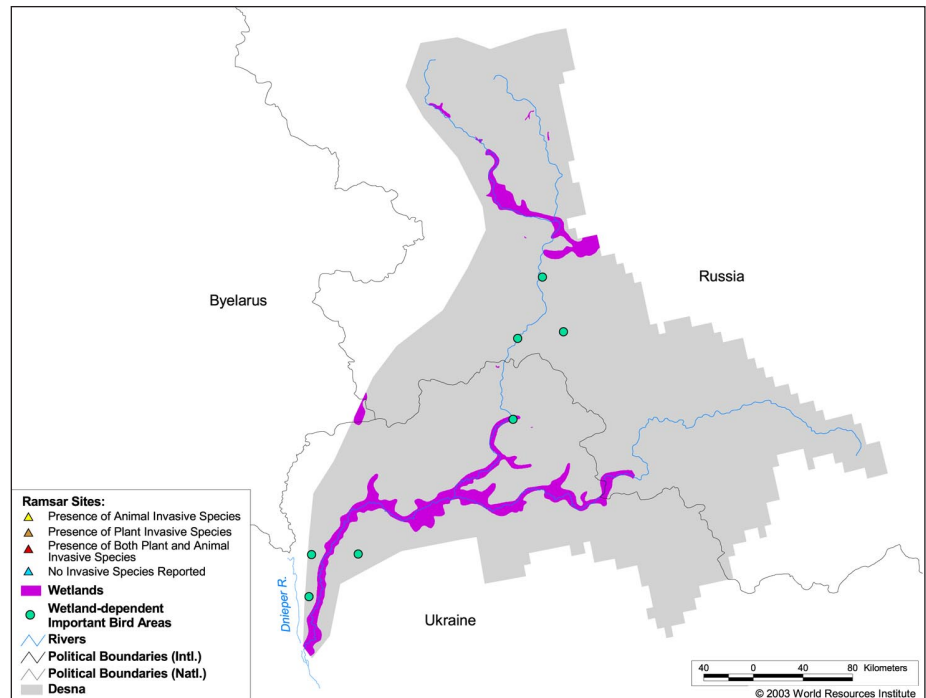 Russia
Byelarus
Ramsar Sites:
Presence of Animal Invasive Species
Presence of Plant Invasive Species
Presence of Both Plant and Animal
Invasive Species
No Invasive Species Reported
Wetlands
Wetland-dependent
Important Bird Areas
Rivers
Political Boundaries (Intl.)
Political Boundaries (Natl.)
Desna
Dnieper R.
Ukraine
40 0 40 80 Kilometers
© 2003 World Resources Institute